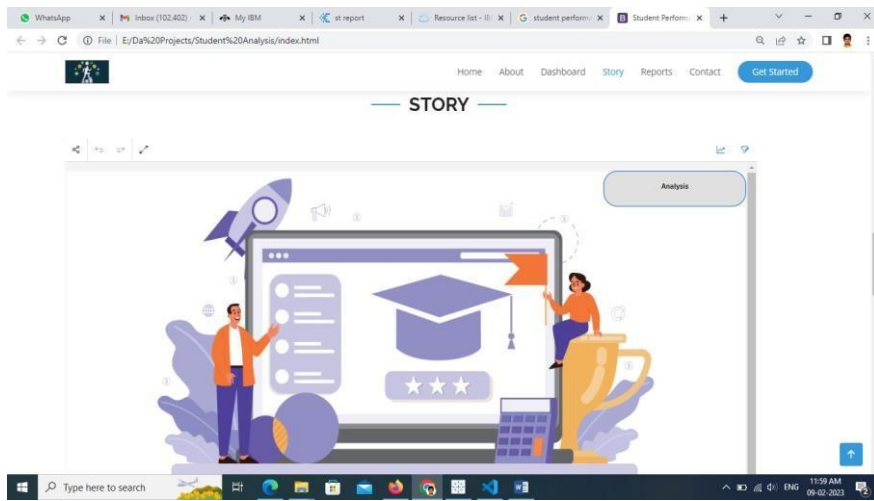 WhatsApp
Inbox (102,402)
My IBM
st report
Resource list - IB
student perform
Student Perform
File | E:/Da%20Projects/Student%20Analysis/index.html
Home About Dashboard Story Reports Contact Get Started
STORY
Analysis
Type here to search
ENG
11:59 AM
09-02-2023